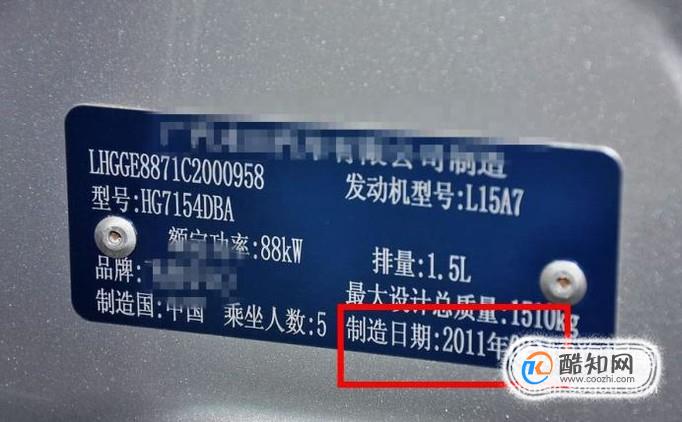 有限公司制造
LHGGE8871C2000958
发动机型号:L15A7
型号:HG7154DBA
额定功率:88kW
排量:1.5L
品牌:
最大设计总质量:1510kg
制造国:中国 乘坐人数:5
制造日期:2011年
酷知网
www.coozhi.com